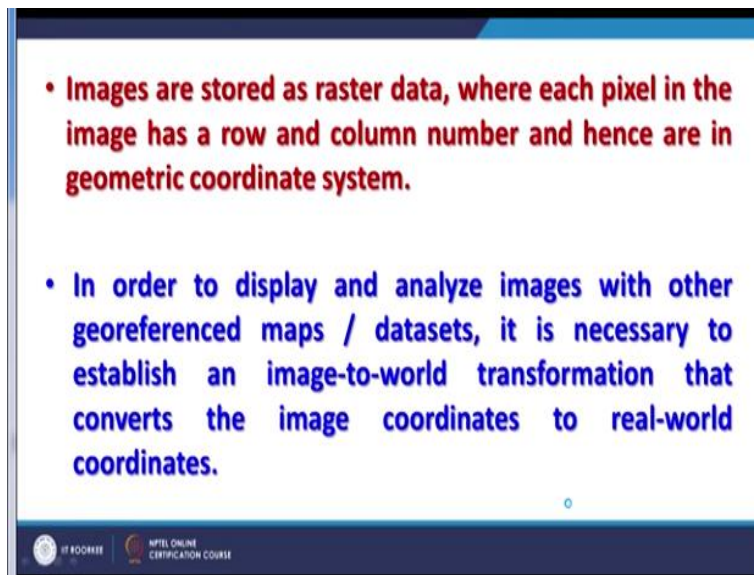 • Images are stored as raster data, where each pixel in the
image has a row and column number and hence are in
geometric coordinate system.
• In order to display and analyze images with other
georeferenced maps / datasets, it is necessary to
establish an image-to-world transformation that
converts the image coordinates to real-world
coordinates.
IIT ROORKEE
NPTEL ONLINE
CERTIFICATION COURSE